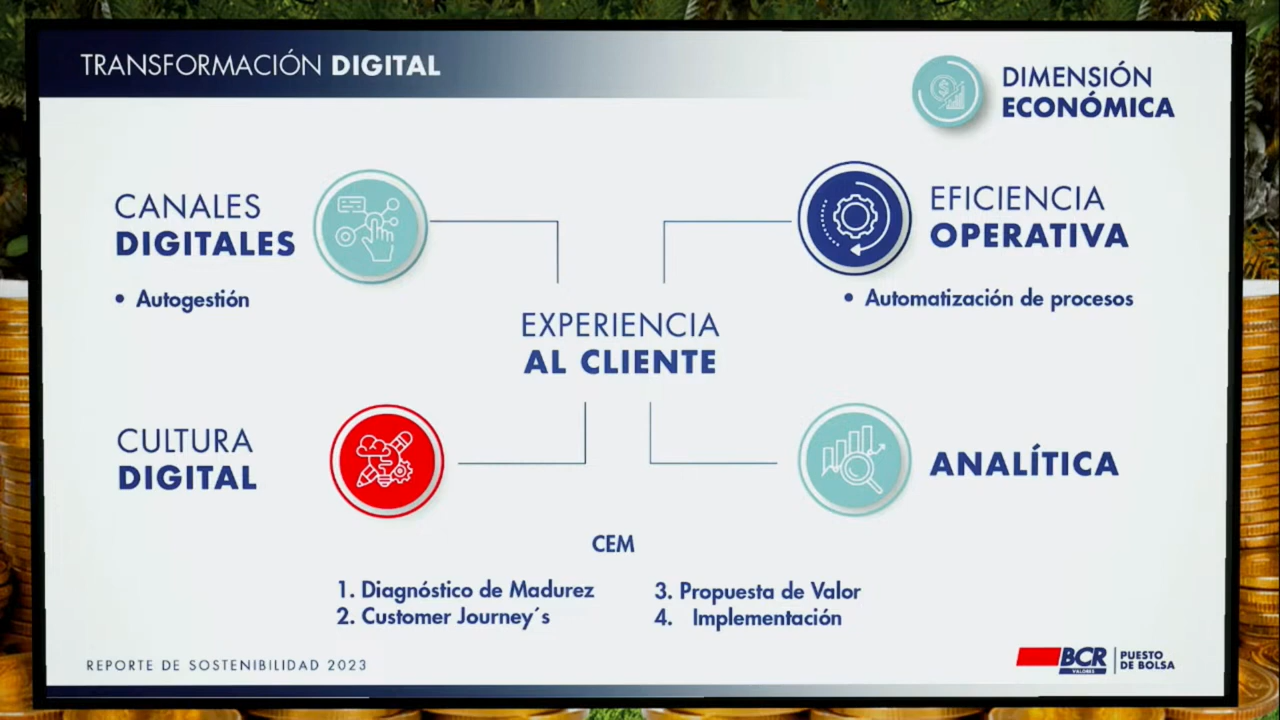 TRANSFORMACIÓN DIGITAL
DIMENSIÓN
ECONÓMICA
CANALES
DIGITALES
• Autogestión
EFICIENCIA
OPERATIVA
• Automatización de procesos
EXPERIENCIA
AL CLIENTE
CULTURA
DIGITAL
ANALÍTICA
CEM
1. Diagnóstico de Madurez
2. Customer Journey´s
3. Propuesta de Valor
4. Implementación
REPORTE DE SOSTENIBILIDAD 2023
BCR
VALORES
PUESTO
DE BOLSA